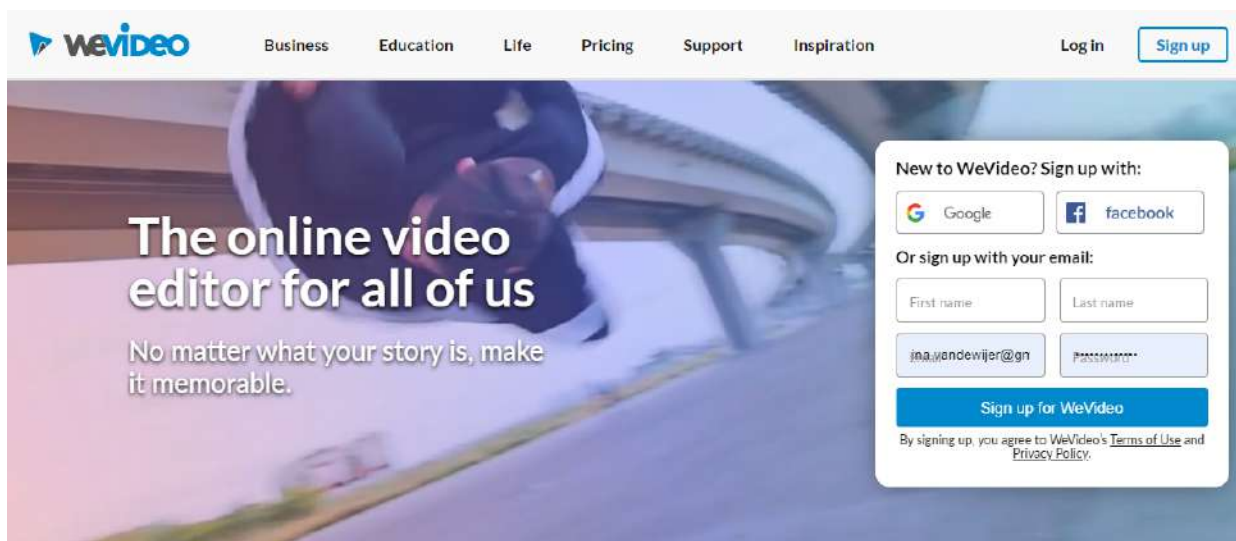 WeVideo
Business Education Life Pricing Support Inspiration Log in Sign up
The online video
editor for all of us
No matter what your story is, make
it memorable.
New to WeVideo? Sign up with:
Google facebook
Or sign up with your email:
First name Last name
ina.vandewijer@gm Password
Sign up for WeVideo
By signing up, you agree to WeVideo's Terms of Use and
Privacy Policy.